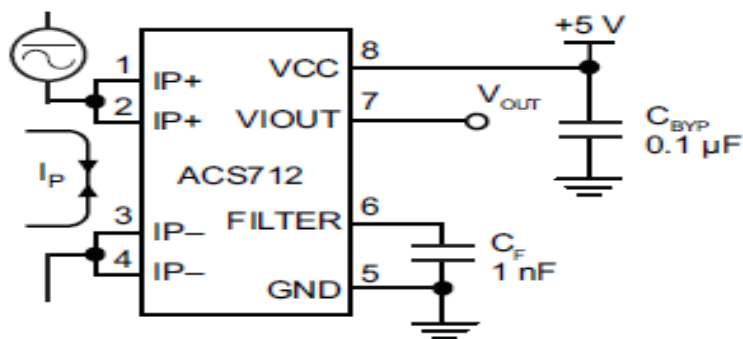 +5 V
1
IP+
VCC
8
2
IP+
VIOUT
7
VOUT
CBYP
0.1 µF
IP
ACS712
3
IP–
FILTER
6
4
IP–
CF
1 nF
GND
5